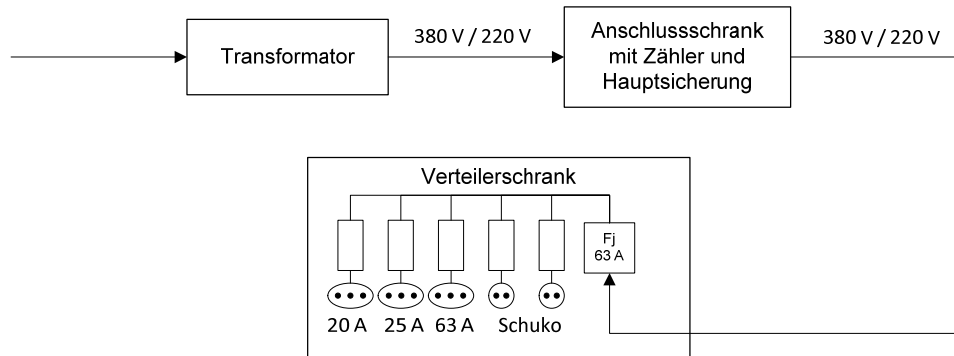 380 V / 220 V
380 V / 220 V
Transformator
Anschlussschrank
mit Zähler und
Hauptsicherung
Verteilerschrank
Fj
63 A
20 A 25 A 63 A Schuko